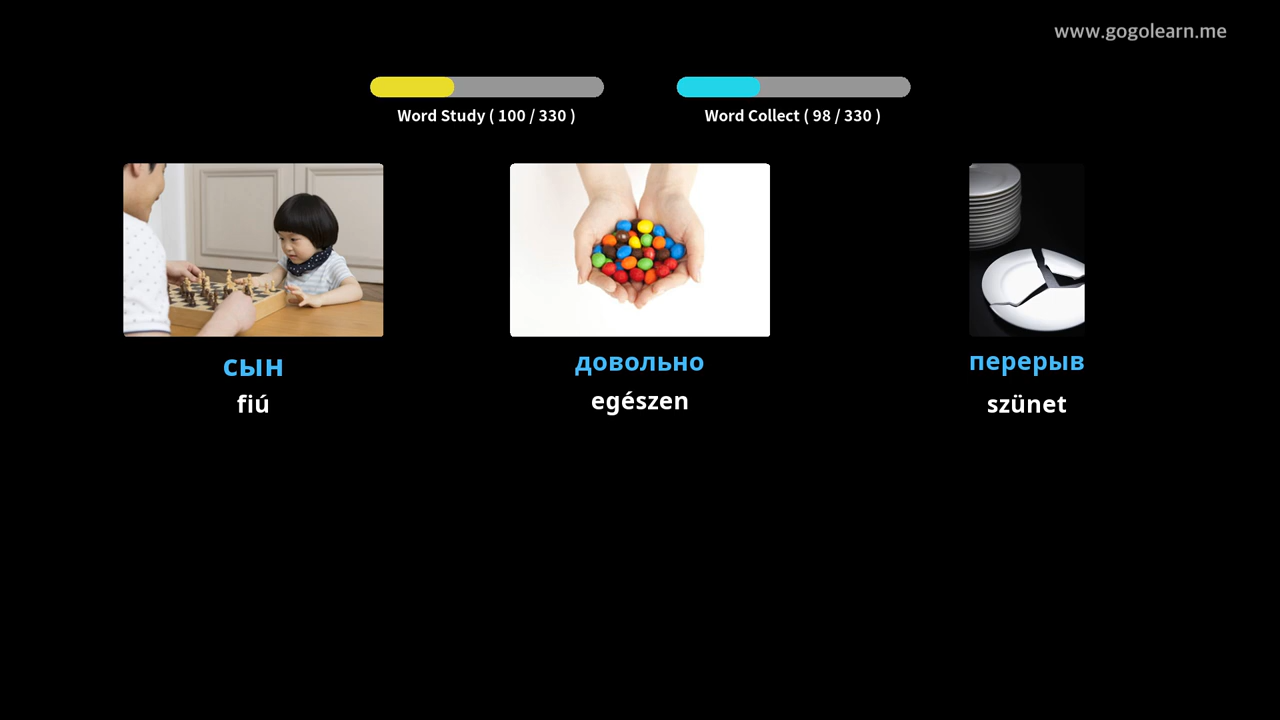 www.gogolearn.me
Word Study ( 100 / 330 )
Word Collect ( 98 / 330 )
сын
fiú
довольно
egészen
перерыв
szünet